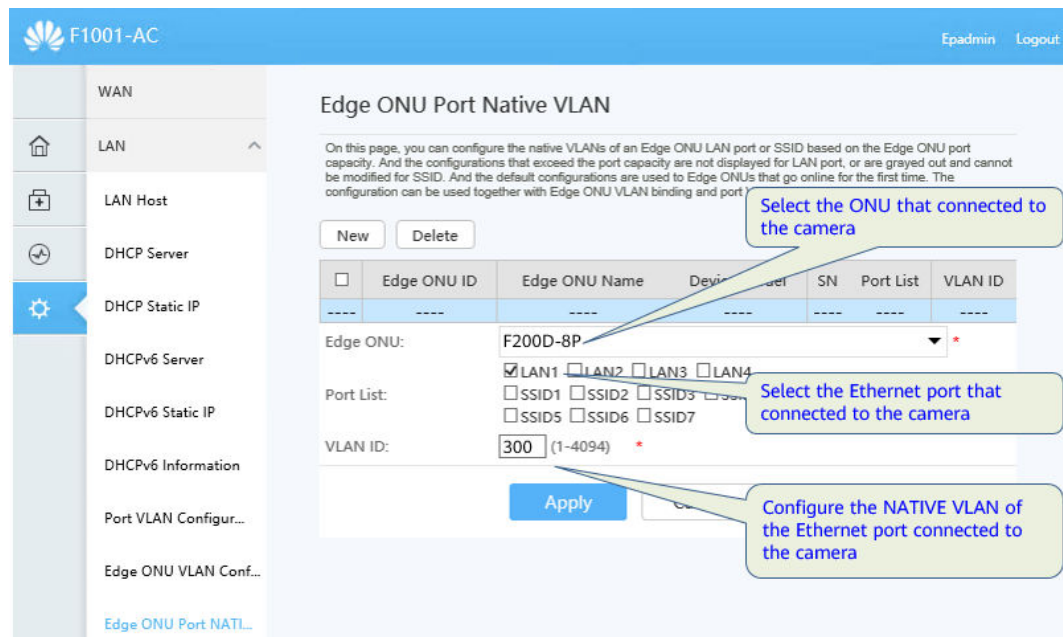 F1001-AC
Epadmin Logout
WAN
LAN
LAN Host
DHCP Server
DHCP Static IP
DHCPv6 Server
DHCPv6 Static IP
DHCPv6 Information
Port VLAN Configur...
Edge ONU VLAN Conf...
Edge ONU Port NATI...
Edge ONU Port Native VLAN
On this page, you can configure the native VLANs of an Edge ONU LAN port or SSID based on the Edge ONU port
capacity. And the configurations that exceed the port capacity are not displayed for LAN port, or are grayed out and cannot
be modified for SSID. And the default configurations are used to Edge ONUs that go online for the first time. The
configuration can be used together with Edge ONU VLAN binding and port
Select the ONU that connected to
the camera
New Delete
Edge ONU ID Edge ONU Name SN Port List VLAN ID
---- ---- ---- ---- ---- ----
Edge ONU: F200D-8P *
Port List:
LAN1 LAN2 LAN3 LAN4
SSID1 SSID2 SSID3
SSID5 SSID6 SSID7
Select the Ethernet port that
connected to the camera
VLAN ID: 300 (1-4094) *
Apply
Configure the NATIVE VLAN of
the Ethernet port connected to
the camera